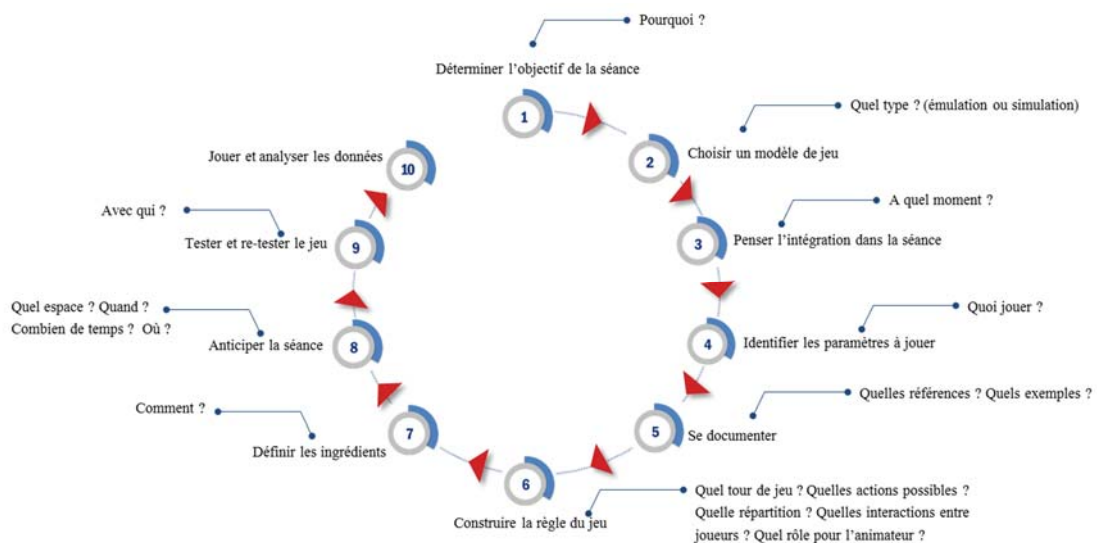 Pourquoi ?
Déterminer l'objectif de la séance
1
Quel type ? (émulation ou simulation)
2
Choisir un modèle de jeu
A quel moment ?
3
Penser l'intégration dans la séance
Quoi jouer ?
4
Identifier les paramètres à jouer
Quelles références ? Quels exemples ?
5
Se documenter
Quel tour de jeu ? Quelles actions possibles ?
Quelle répartition ? Quelles interactions entre
joueurs ? Quel rôle pour l'animateur ?
6
Construire la règle du jeu
Comment ?
7
Définir les ingrédients
Quel espace ? Quand ?
Combien de temps ? Où ?
8
Anticiper la séance
Avec qui ?
9
Tester et re-tester le jeu
10
Jouer et analyser les données